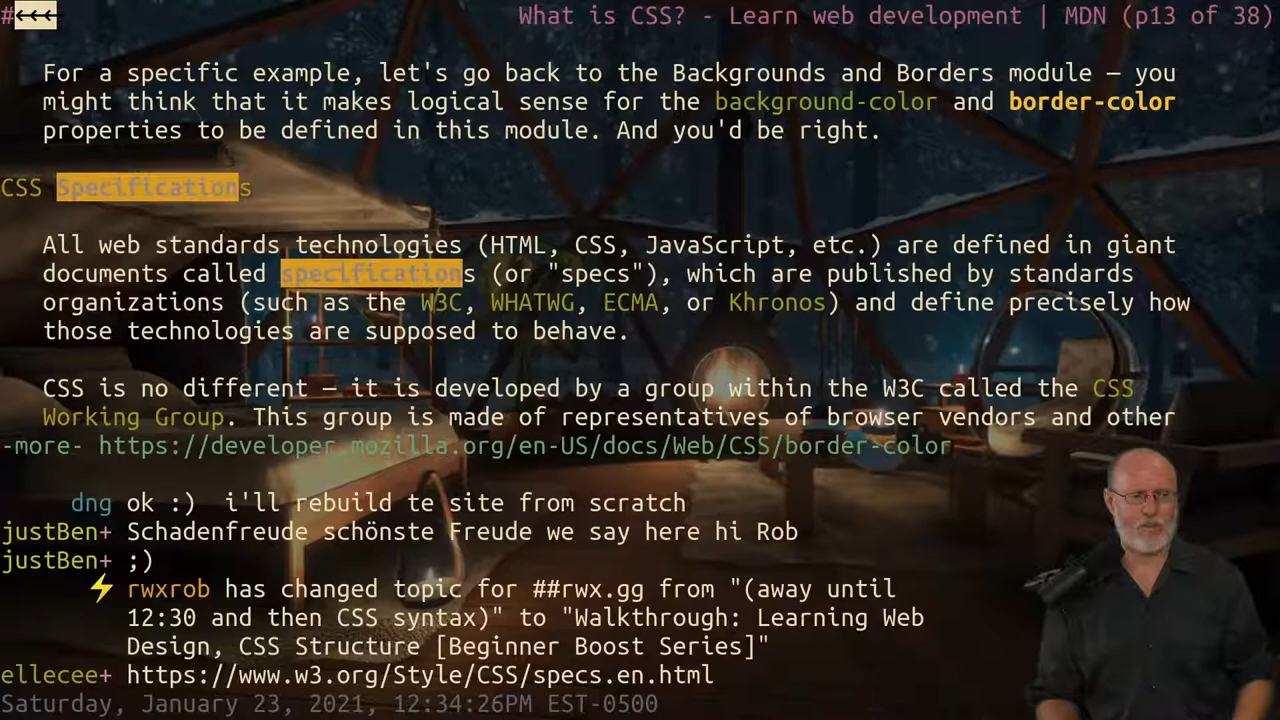 #←←← What is CSS? - Learn web development | MDN (p13 of 38)
For a specific example, let's go back to the Backgrounds and Borders module — you
might think that it makes logical sense for the background-color and border-color
properties to be defined in this module. And you'd be right.
CSS Specifications
All web standards technologies (HTML, CSS, JavaScript, etc.) are defined in giant
documents called specifications (or "specs"), which are published by standards
organizations (such as the W3C, WHATWG, ECMA, or Khronos) and define precisely how
those technologies are supposed to behave.
CSS is no different — it is developed by a group within the W3C called the CSS
Working Group. This group is made of representatives of browser vendors and other
-more- https://developer.mozilla.org/en-US/docs/Web/CSS/border-color
dng ok :)  i'll rebuild te site from scratch
justBen+ Schadenfreude schönste Freude we say here hi Rob
justBen+ ;)
⚡ rwxrob has changed topic for ##rwx.gg from "(away until
12:30 and then CSS syntax)" to "Walkthrough: Learning Web
Design, CSS Structure [Beginner Boost Series]"
ellecee+ https://www.w3.org/Style/CSS/specs.en.html
Saturday, January 23, 2021, 12:34:26PM EST-0500